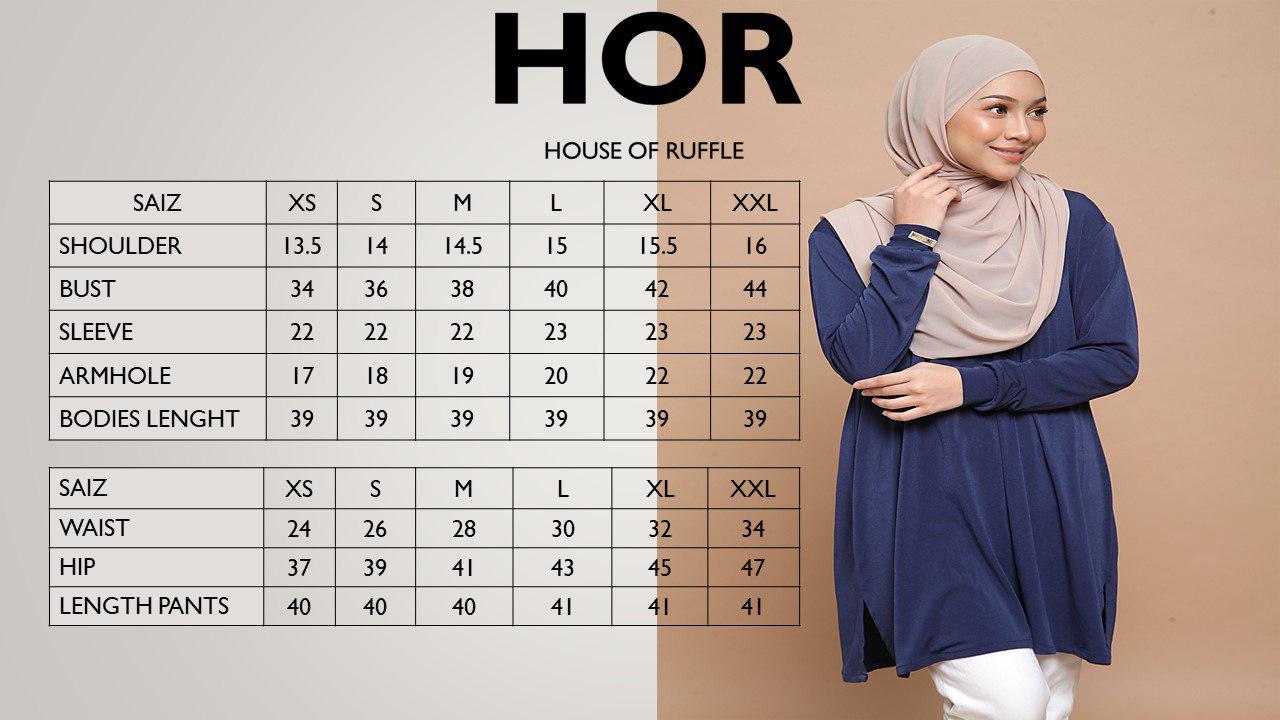 HOR
HOUSE OF RUFFLE
SAIZ XS S M L XL XXL
SHOULDER 13.5 14 14.5 15 15.5 16
BUST 34 36 38 40 42 44
SLEEVE 22 22 22 23 23 23
ARMHOLE 17 18 19 20 22 22
BODIES LENGHT 39 39 39 39 39 39
SAIZ XS S M L XL XXL
WAIST 24 26 28 30 32 34
HIP 37 39 41 43 45 47
LENGTH PANTS 40 40 40 41 41 41